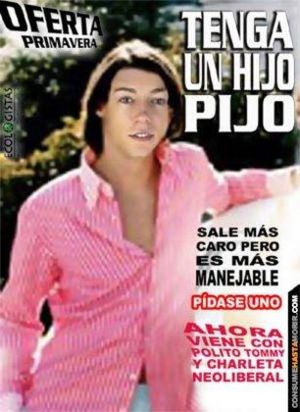 OFERTA
PRIMAVERA
TENGA
UN HIJO
PIJO
ECOLOGISTAS
SALE MÁS
CARO PERO
ES MÁS
MANEJABLE
PÍDASE UNO
AHORA
VIENE CON
POLITO TOMMY
Y CHARLETA
NEOLIBERAL
CONSUMEHASTAMORIR.COM